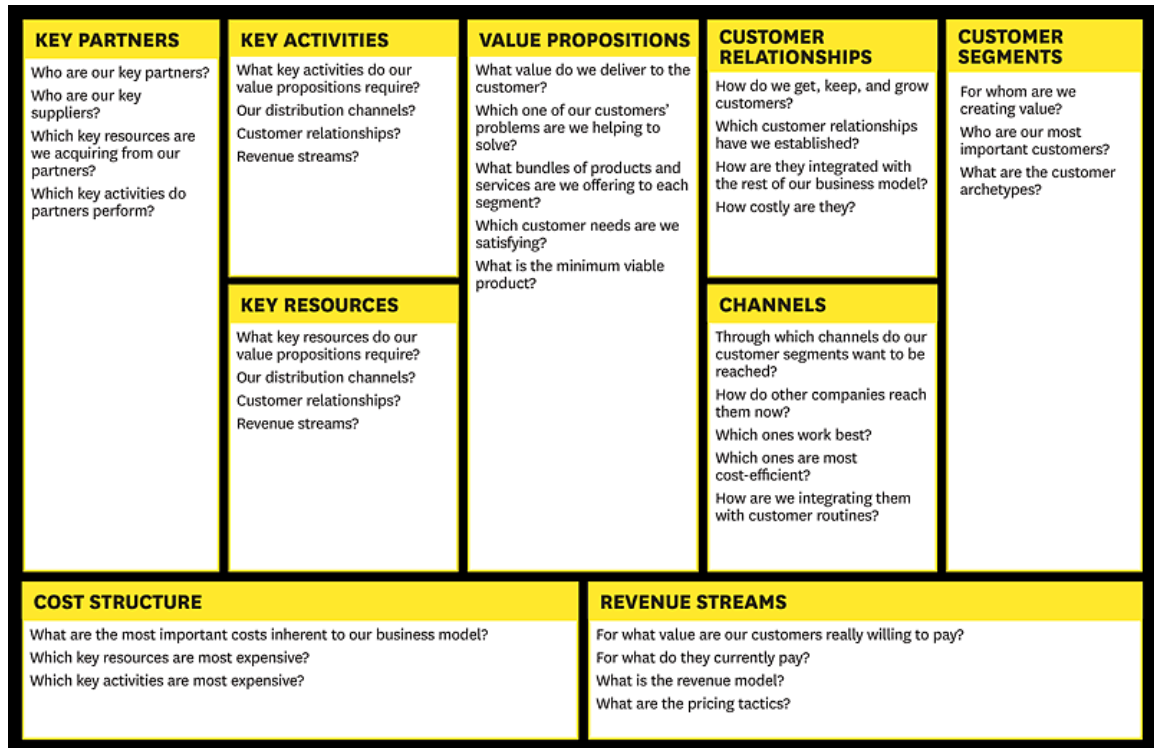 KEY PARTNERS
Who are our key partners?
Who are our key
suppliers?
Which key resources are
we acquiring from our
partners?
Which key activities do
partners perform?
KEY ACTIVITIES
What key activities do our
value propositions require?
Our distribution channels?
Customer relationships?
Revenue streams?
KEY RESOURCES
What key resources do our
value propositions require?
Our distribution channels?
Customer relationships?
Revenue streams?
VALUE PROPOSITIONS
What value do we deliver to the
customer?
Which one of our customers’
problems are we helping to
solve?
What bundles of products and
services are we offering to each
segment?
Which customer needs are we
satisfying?
What is the minimum viable
product?
CUSTOMER
RELATIONSHIPS
How do we get, keep, and grow
customers?
Which customer relationships
have we established?
How are they integrated with
the rest of our business model?
How costly are they?
CHANNELS
Through which channels do our
customer segments want to be
reached?
How do other companies reach
them now?
Which ones work best?
Which ones are most
cost-efficient?
How are we integrating them
with customer routines?
CUSTOMER
SEGMENTS
For whom are we
creating value?
Who are our most
important customers?
What are the customer
archetypes?
COST STRUCTURE
What are the most important costs inherent to our business model?
Which key resources are most expensive?
Which key activities are most expensive?
REVENUE STREAMS
For what value are our customers really willing to pay?
For what do they currently pay?
What is the revenue model?
What are the pricing tactics?